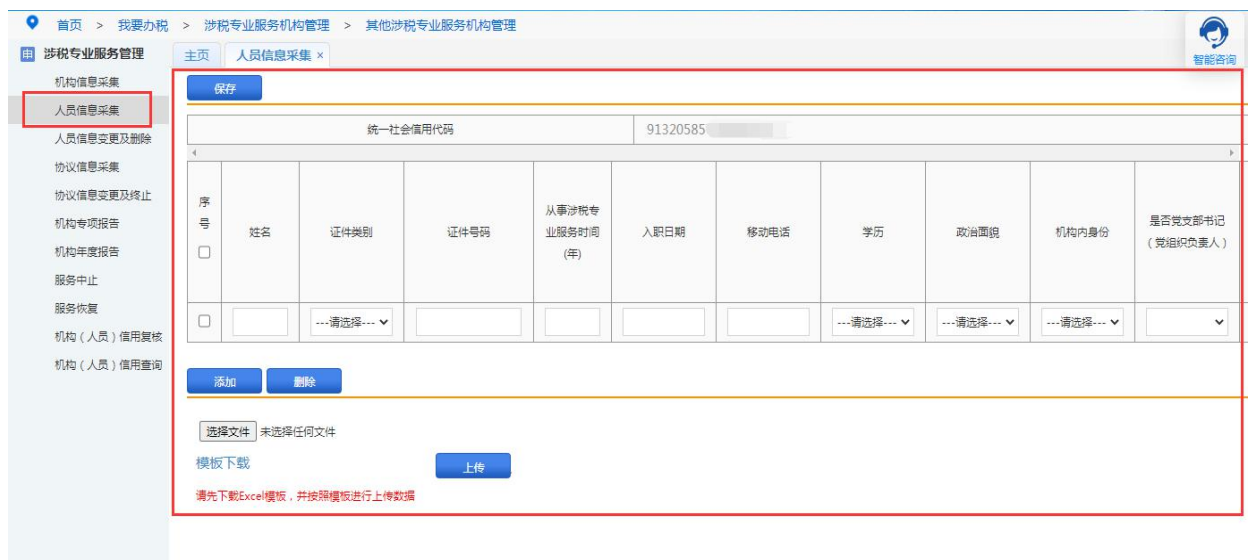 首页 > 我要办税 > 涉税专业服务机构管理 > 其他涉税专业服务机构管理
智能咨询
涉税专业服务管理
机构信息采集
人员信息采集
人员信息变更及删除
协议信息采集
协议信息变更及终止
机构专项报告
机构年度报告
服务中止
服务恢复
机构（人员）信用复核
机构（人员）信用查询
主页 人员信息采集 ×
保存
统一社会信用代码 91320585
序号 姓名 证件类别 证件号码 从事涉税专业服务时间(年) 入职日期 移动电话 学历 政治面貌 机构内身份 是否党支部书记（党组织负责人）
---请选择--- ---请选择--- ---请选择--- ---请选择---
添加 删除
选择文件 未选择任何文件
模板下载 上传
请先下载Excel模板，并按照模板进行上传数据